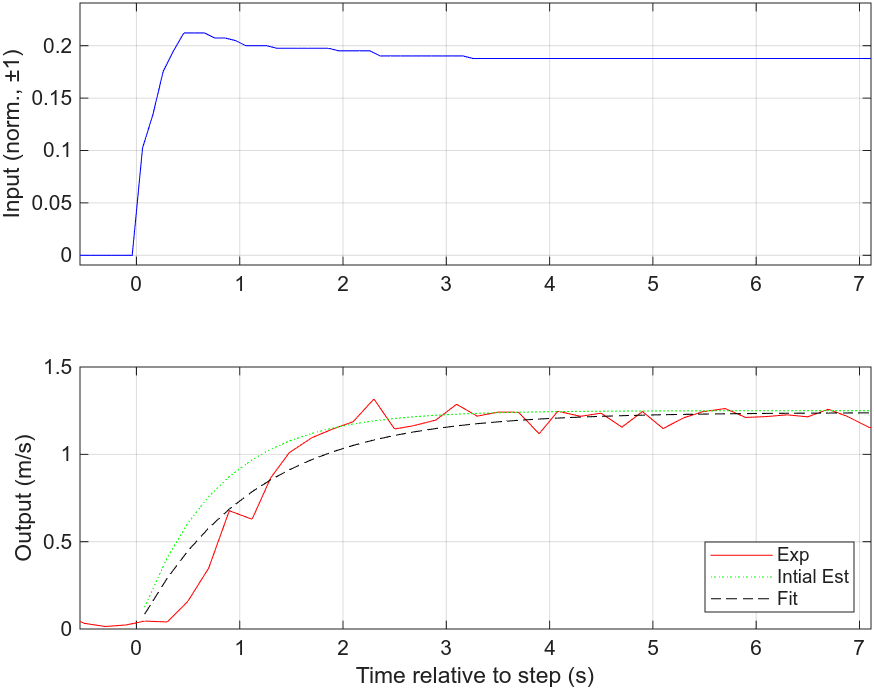 Input (norm., ±1)
0.2
0.15
0.1
0.05
0
0 1 2 3 4 5 6 7
Output (m/s)
1.5
1
0.5
0
Exp
Intial Est
Fit
0 1 2 3 4 5 6 7
Time relative to step (s)